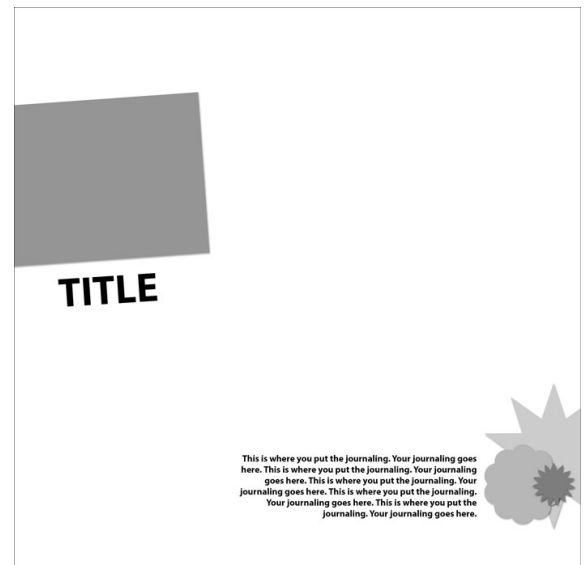 TITLE
This is where you put the journaling. Your journaling goes
here. This is where you put the journaling. Your journaling
goes here. This is where you put the journaling. Your
journaling goes here. This is where you put the journaling.
Your journaling goes here. This is where you put the
journaling. Your journaling goes here.